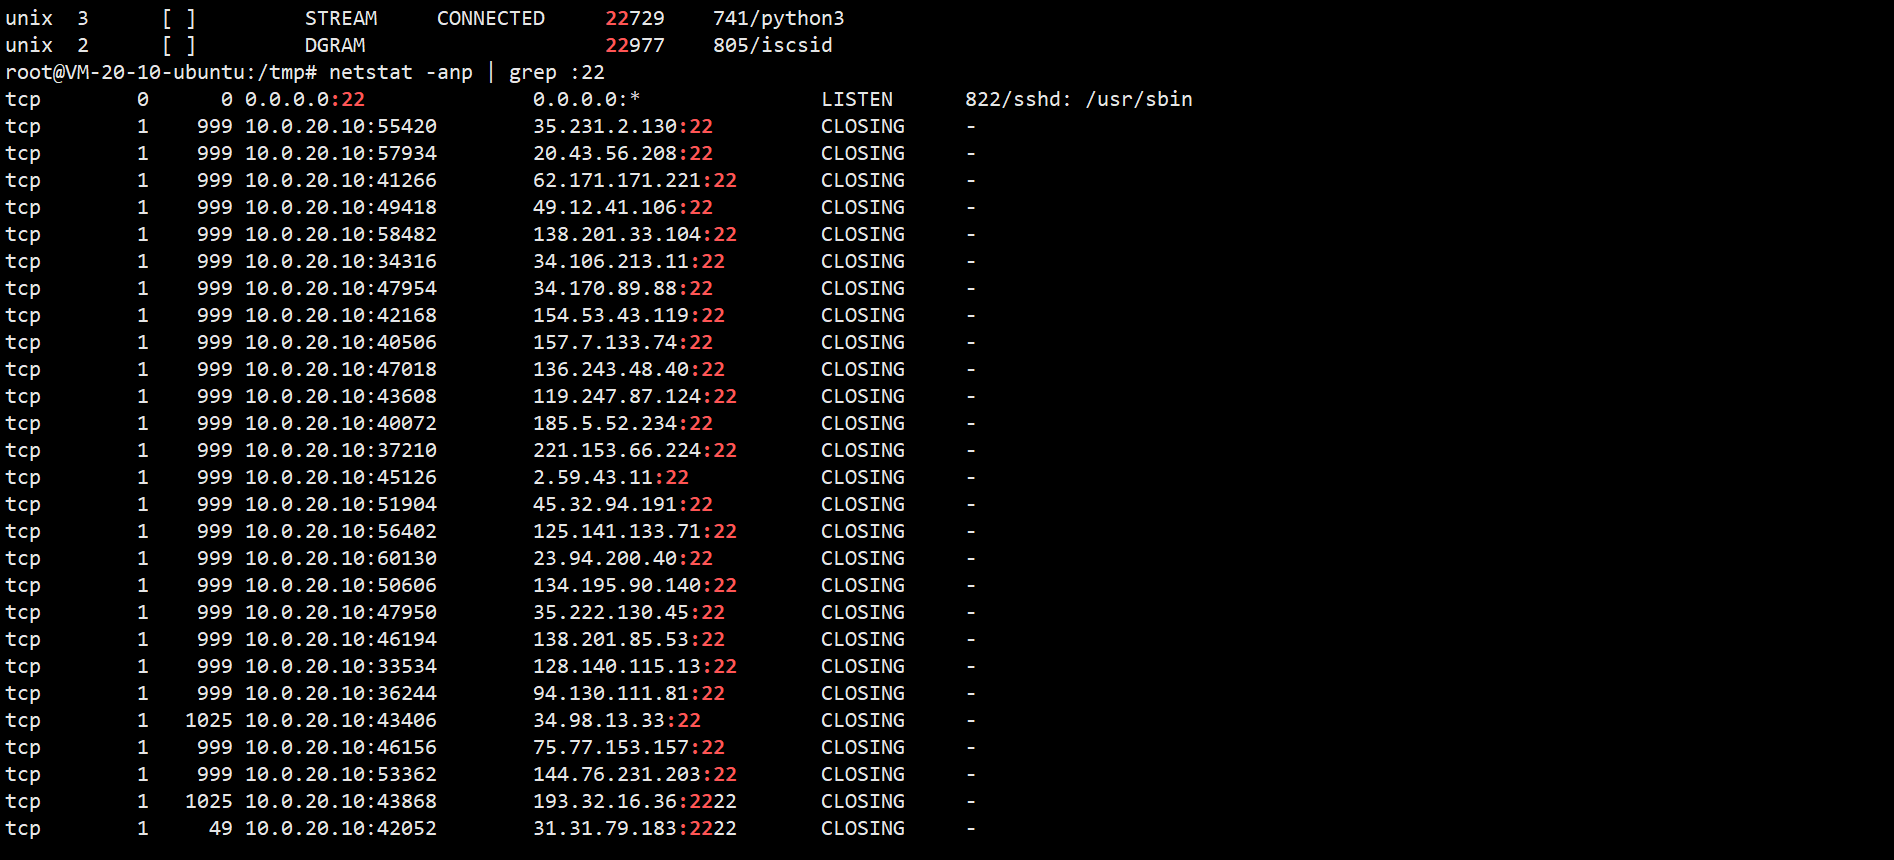 unix  3      [ ]         STREAM     CONNECTED     22729    741/python3
unix  2      [ ]         DGRAM                    22977    805/iscsid
root@VM-20-10-ubuntu:/tmp# netstat -anp | grep :22
tcp        0      0 0.0.0.0:22              0.0.0.0:*               LISTEN      822/sshd: /usr/sbin
tcp        1    999 10.0.20.10:55420        35.231.2.130:22         CLOSING     -
tcp        1    999 10.0.20.10:57934        20.43.56.208:22         CLOSING     -
tcp        1    999 10.0.20.10:41266        62.171.171.221:22       CLOSING     -
tcp        1    999 10.0.20.10:49418        49.12.41.106:22         CLOSING     -
tcp        1    999 10.0.20.10:58482        138.201.33.104:22       CLOSING     -
tcp        1    999 10.0.20.10:34316        34.106.213.11:22        CLOSING     -
tcp        1    999 10.0.20.10:47954        34.170.89.88:22         CLOSING     -
tcp        1    999 10.0.20.10:42168        154.53.43.119:22        CLOSING     -
tcp        1    999 10.0.20.10:40506        157.7.133.74:22         CLOSING     -
tcp        1    999 10.0.20.10:47018        136.243.48.40:22        CLOSING     -
tcp        1    999 10.0.20.10:43608        119.247.87.124:22       CLOSING     -
tcp        1    999 10.0.20.10:40072        185.5.52.234:22         CLOSING     -
tcp        1    999 10.0.20.10:37210        221.153.66.224:22       CLOSING     -
tcp        1    999 10.0.20.10:45126        2.59.43.11:22           CLOSING     -
tcp        1    999 10.0.20.10:51904        45.32.94.191:22         CLOSING     -
tcp        1    999 10.0.20.10:56402        125.141.133.71:22       CLOSING     -
tcp        1    999 10.0.20.10:60130        23.94.200.40:22         CLOSING     -
tcp        1    999 10.0.20.10:50606        134.195.90.140:22       CLOSING     -
tcp        1    999 10.0.20.10:47950        35.222.130.45:22        CLOSING     -
tcp        1    999 10.0.20.10:46194        138.201.85.53:22        CLOSING     -
tcp        1    999 10.0.20.10:33534        128.140.115.13:22       CLOSING     -
tcp        1    999 10.0.20.10:36244        94.130.111.81:22        CLOSING     -
tcp        1   1025 10.0.20.10:43406        34.98.13.33:22          CLOSING     -
tcp        1    999 10.0.20.10:46156        75.77.153.157:22        CLOSING     -
tcp        1    999 10.0.20.10:53362        144.76.231.203:22       CLOSING     -
tcp        1   1025 10.0.20.10:43868        193.32.16.36:2222       CLOSING     -
tcp        1     49 10.0.20.10:42052        31.31.79.183:2222       CLOSING     -